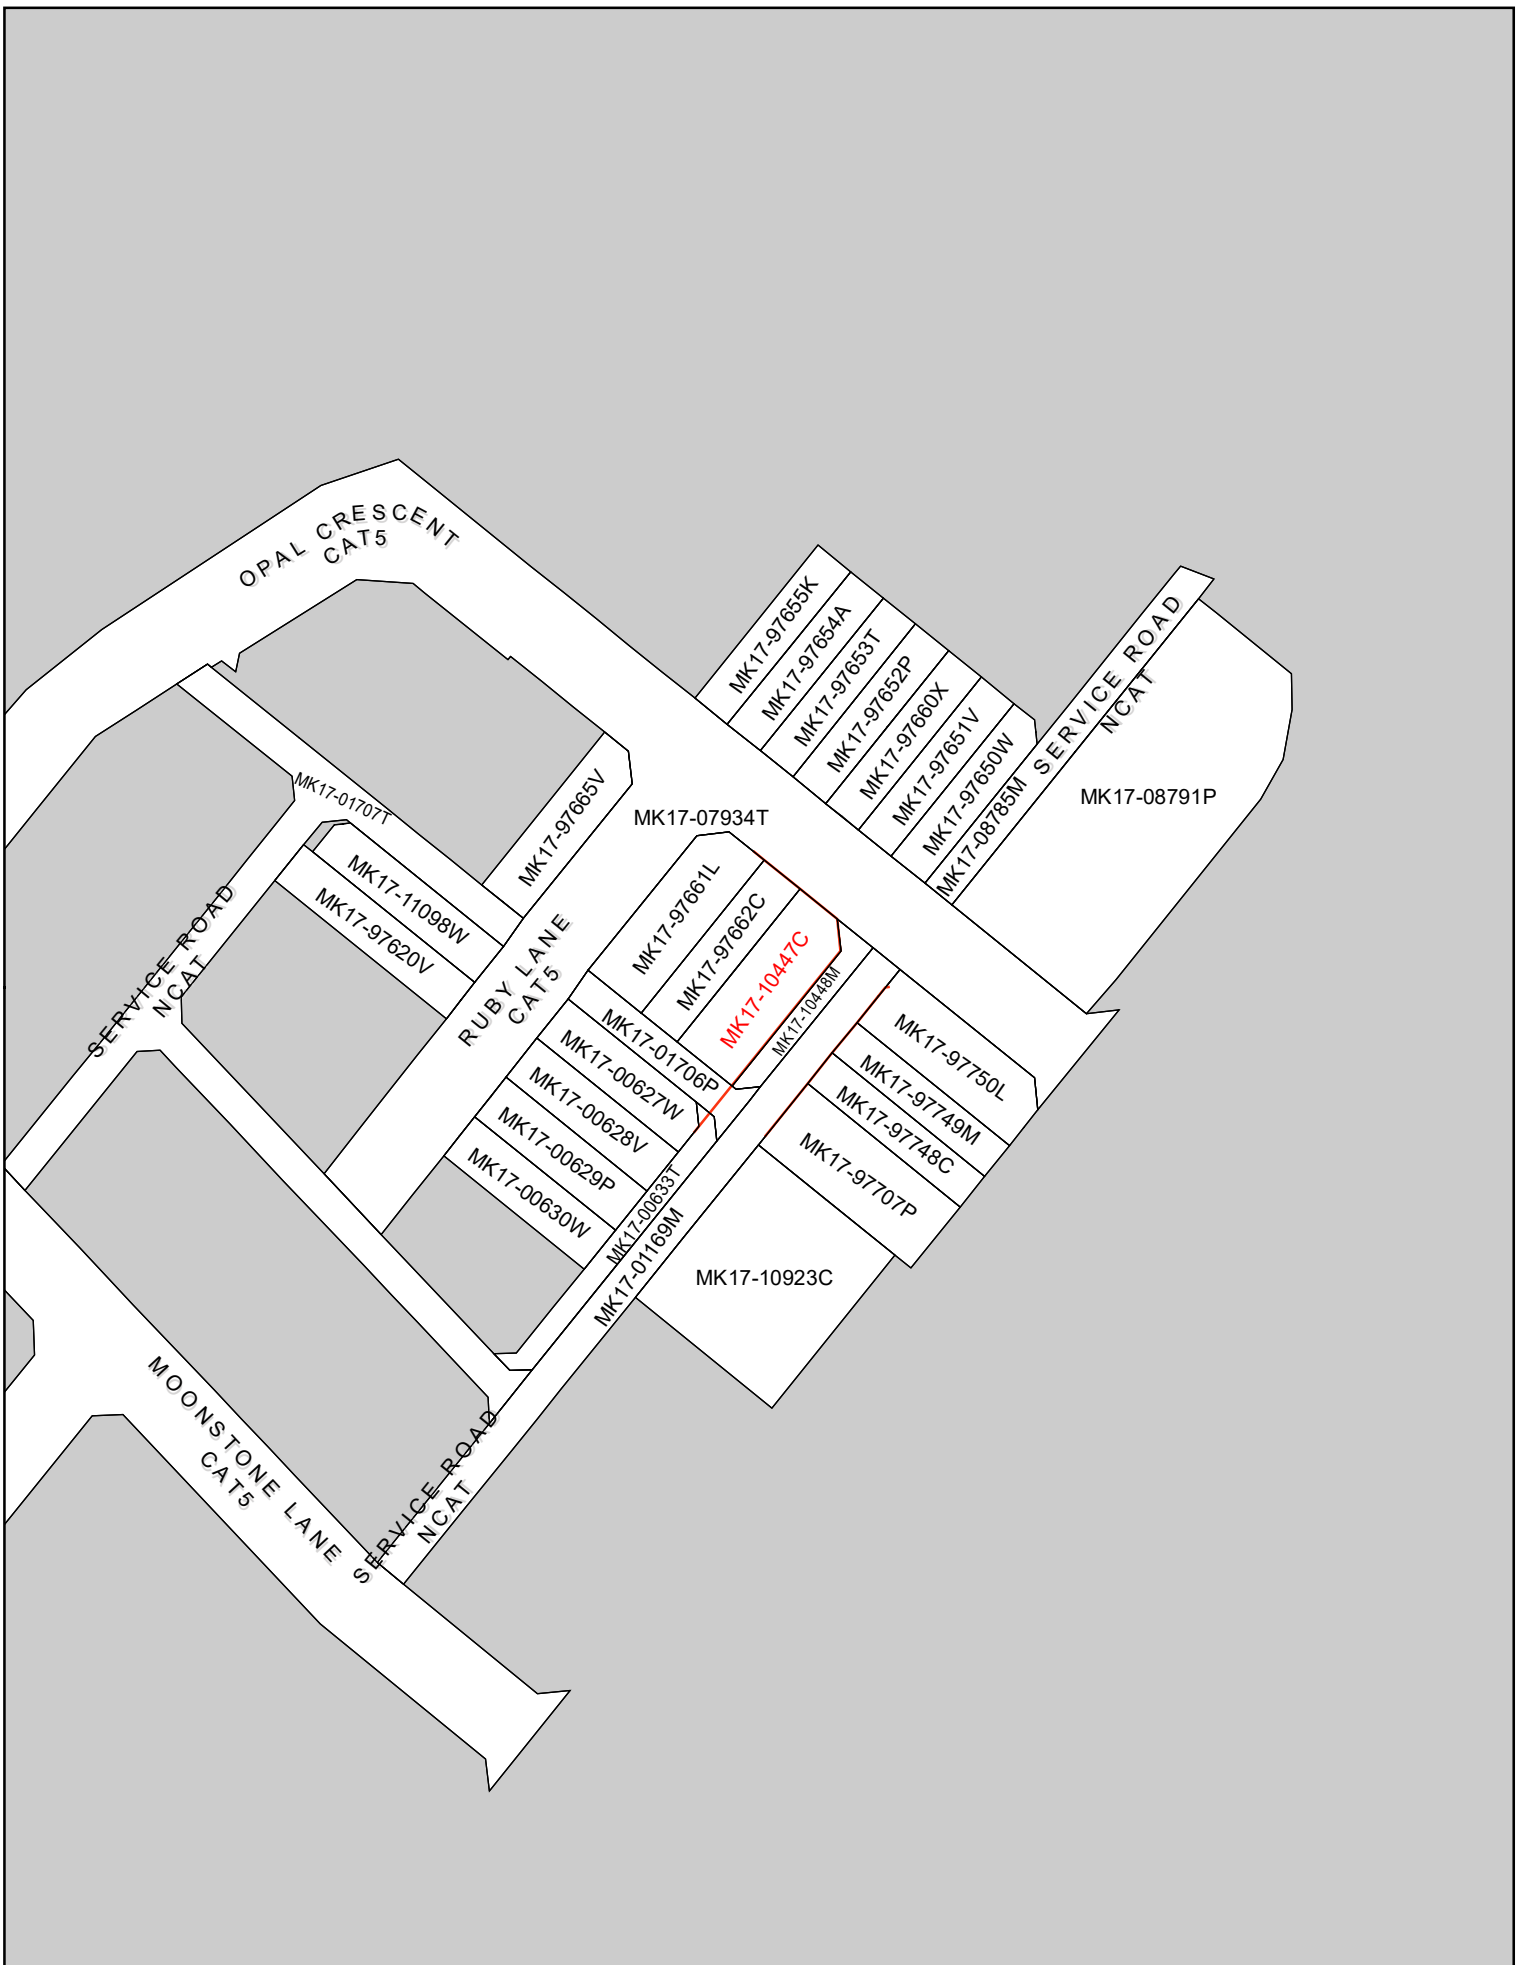 OPAL CRESCENT
CAT5
MK17-97655K
MK17-97654A
MK17-97653T
MK17-97652P
MK17-97660X
MK17-97651V
MK17-97650W
MK17-08785M
SERVICE ROAD
NCAT
MK17-08791P
MK17-01707T
MK17-97665V
MK17-07934T
MK17-11098W
MK17-97620V
SERVICE ROAD
NCAT
RUBY LANE
CAT5
MK17-97661L
MK17-97662C
MK17-10447C
MK17-10448M
MK17-01706P
MK17-00627W
MK17-00628V
MK17-00629P
MK17-00630W
MK17-00633T
MK17-01169M
MK17-97750L
MK17-97749M
MK17-97748C
MK17-97707P
MK17-10923C
MOONSTONE LANE
CAT5
SERVICE ROAD
NCAT